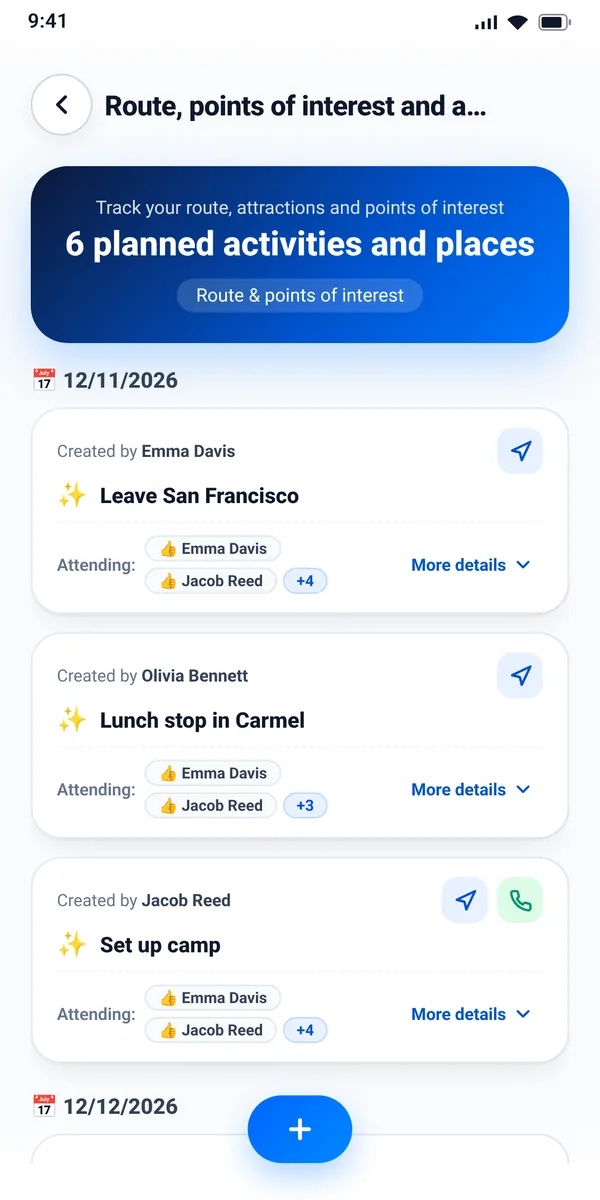 9:41
Route, points of interest and a...
Track your route, attractions and points of interest
6 planned activities and places
Route & points of interest
📅 12/11/2026
Created by Emma Davis
✨ Leave San Francisco
Attending:
👍 Emma Davis
👍 Jacob Reed +4
More details
Created by Olivia Bennett
✨ Lunch stop in Carmel
Attending:
👍 Emma Davis
👍 Jacob Reed +3
More details
Created by Jacob Reed
✨ Set up camp
Attending:
👍 Emma Davis
👍 Jacob Reed +4
More details
📅 12/12/2026
+